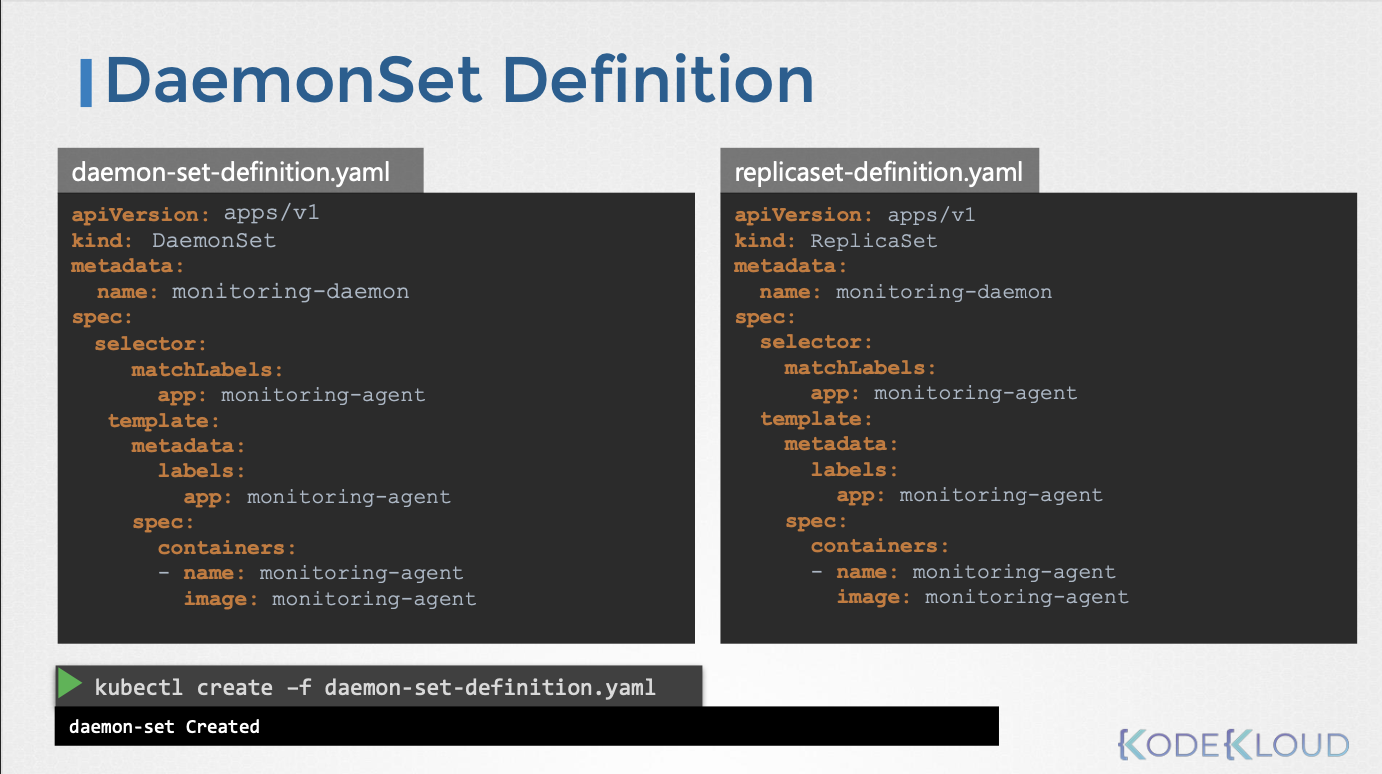 DaemonSet Definition
daemon-set-definition.yaml
apiVersion: apps/v1
kind: DaemonSet
metadata:
  name: monitoring-daemon
spec:
  selector:
    matchLabels:
      app: monitoring-agent
  template:
    metadata:
      labels:
        app: monitoring-agent
    spec:
      containers:
      - name: monitoring-agent
        image: monitoring-agent
replicaset-definition.yaml
apiVersion: apps/v1
kind: ReplicaSet
metadata:
  name: monitoring-daemon
spec:
  selector:
    matchLabels:
      app: monitoring-agent
  template:
    metadata:
      labels:
        app: monitoring-agent
    spec:
      containers:
      - name: monitoring-agent
        image: monitoring-agent
kubectl create –f daemon-set-definition.yaml
daemon-set Created
KODEKLOUD